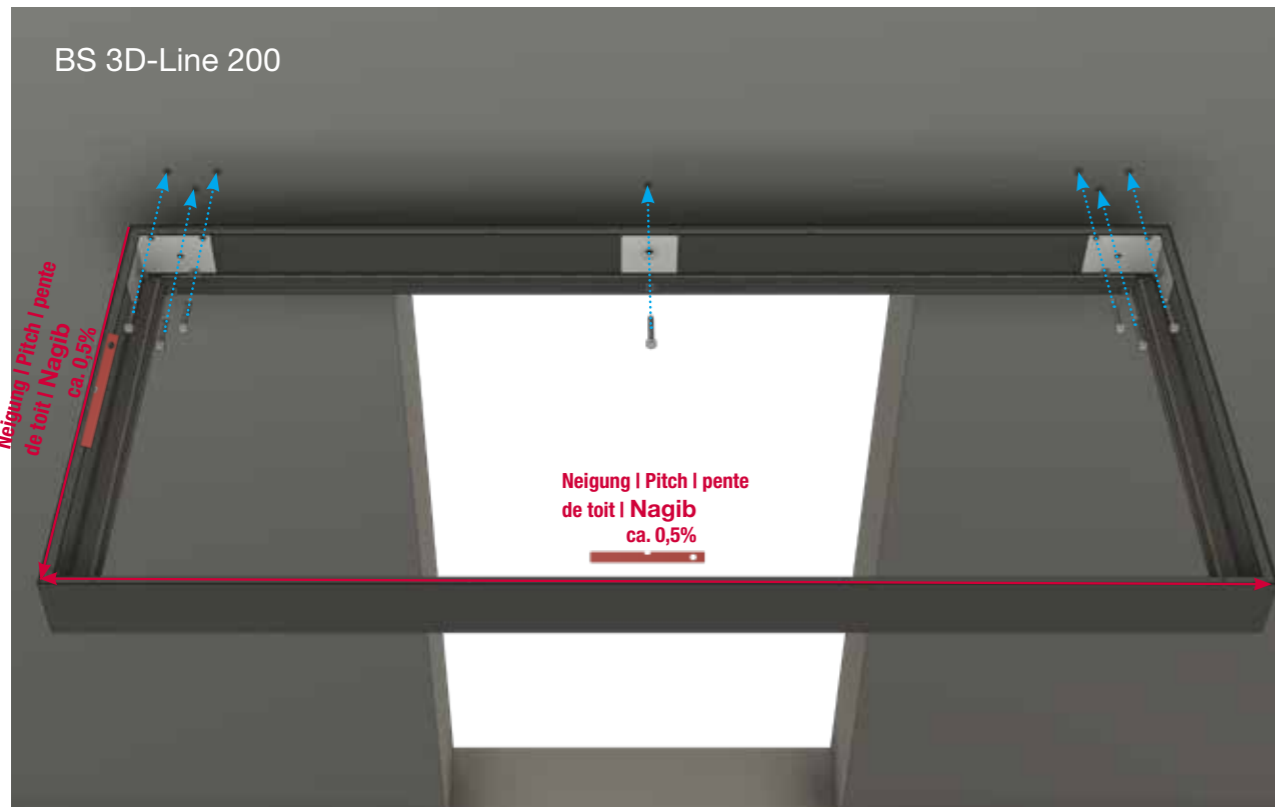 BS 3D-Line 200
Neigung | Pitch | pente
de toit | Nagib
ca. 0,5%
Neigung | Pitch | pente
de toit | Nagib
ca. 0,5%